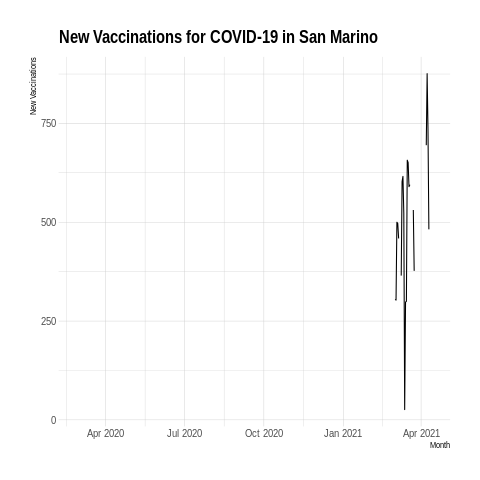 New Vaccinations for COVID-19 in San Marino
New Vaccinations
750
500
250
0
Apr 2020 Jul 2020 Oct 2020 Jan 2021 Apr 2021
Month